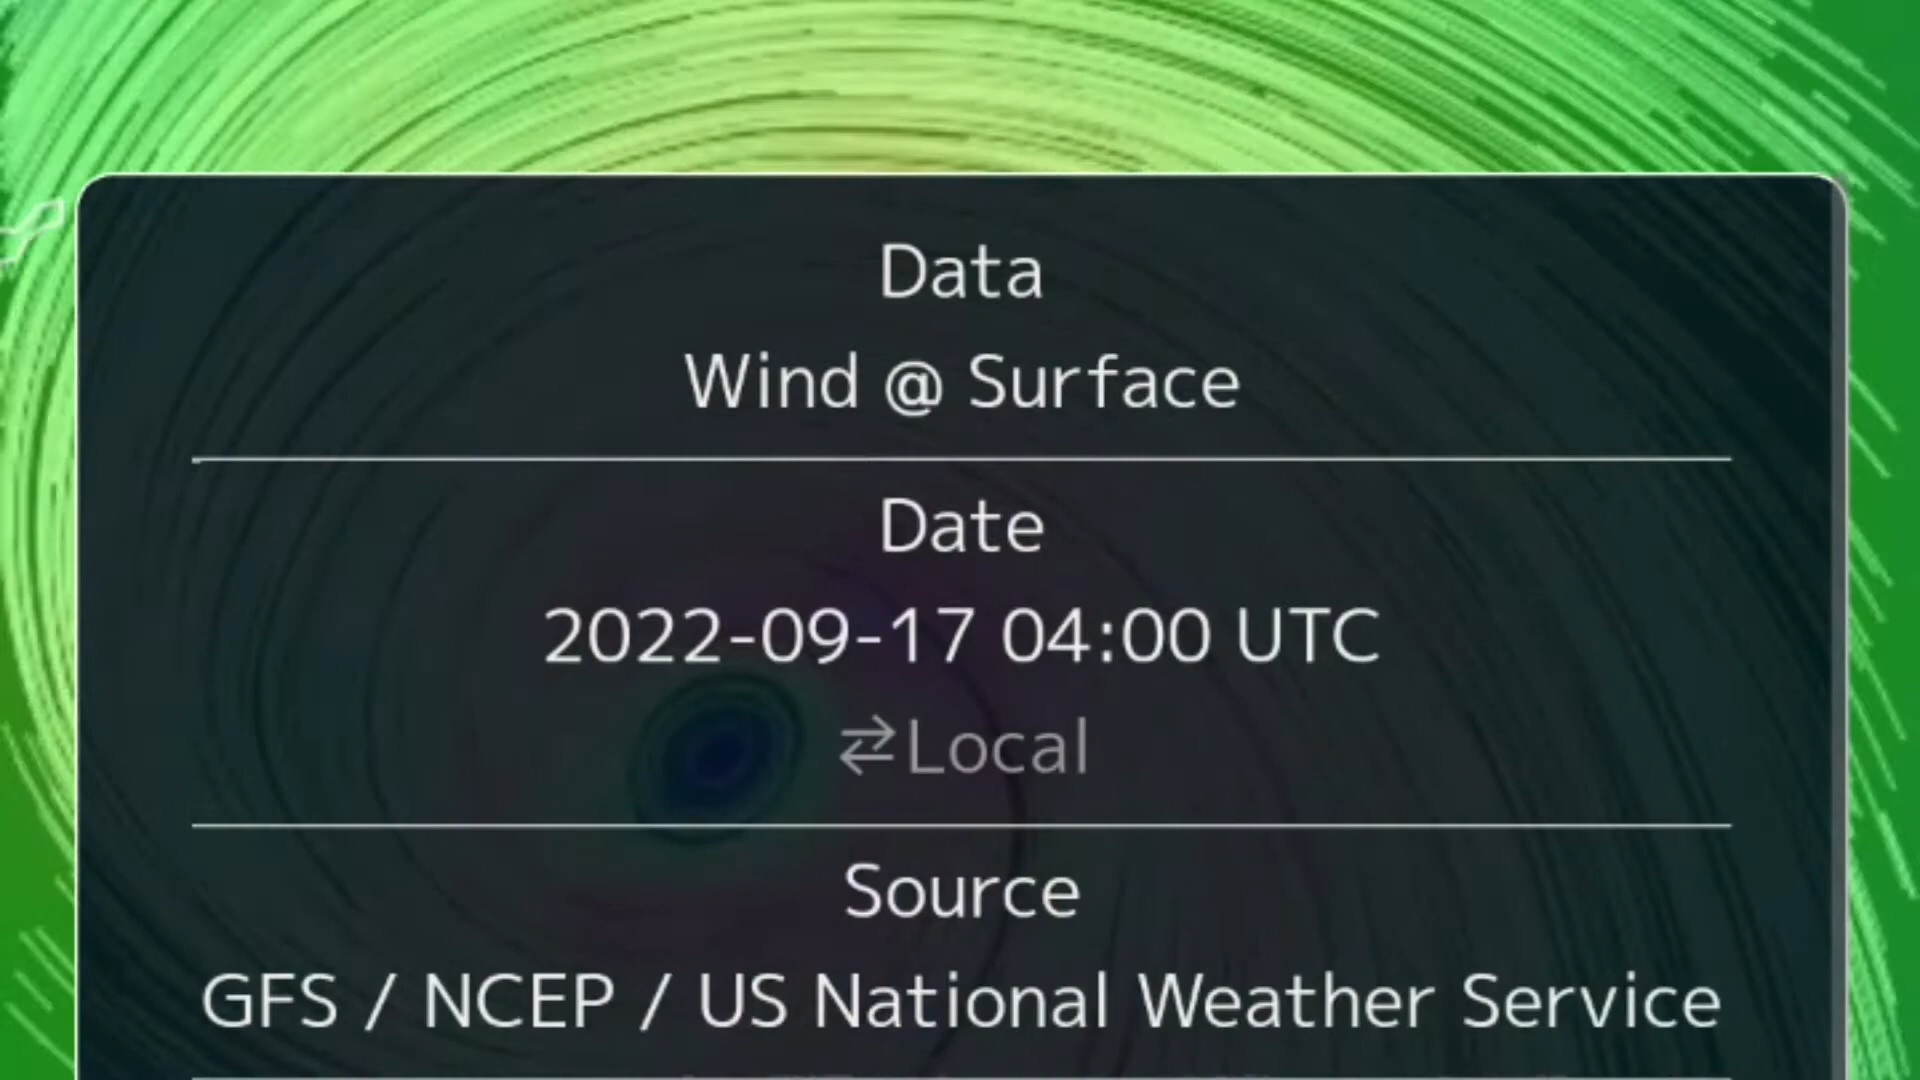 Data
Wind @ Surface
Date
2022-09-17 04:00 UTC
⇄Local
Source
GFS / NCEP / US National Weather Service